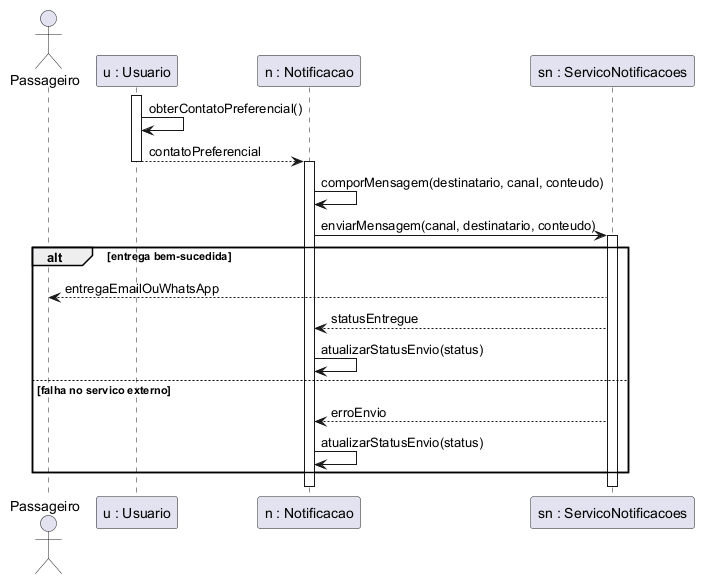 Passageiro
u : Usuario
n : Notificacao
sn : ServicoNotificacoes
obterContatoPreferencial()
contatoPreferencial
comporMensagem(destinatario, canal, conteudo)
enviarMensagem(canal, destinatario, conteudo)
alt
[entrega bem-sucedida]
entregaEmailOuWhatsApp
statusEntregue
atualizarStatusEnvio(status)
[falha no servico externo]
erroEnvio
atualizarStatusEnvio(status)
Passageiro
u : Usuario
n : Notificacao
sn : ServicoNotificacoes